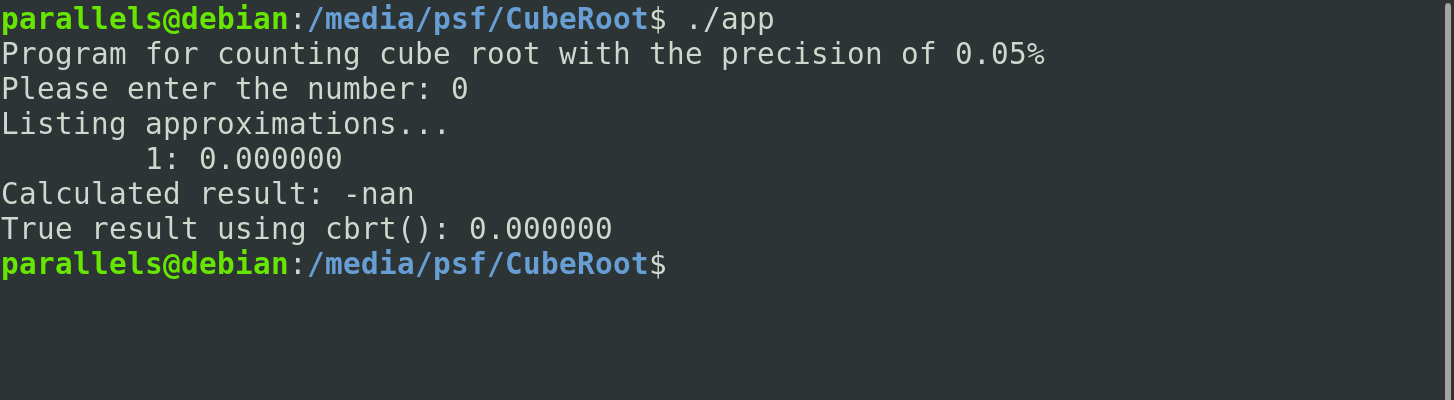 parallels@debian:/media/psf/CubeRoot$ ./app
Program for counting cube root with the precision of 0.05%
Please enter the number: 0
Listing approximations...
        1: 0.000000
Calculated result: -nan
True result using cbrt(): 0.000000
parallels@debian:/media/psf/CubeRoot$